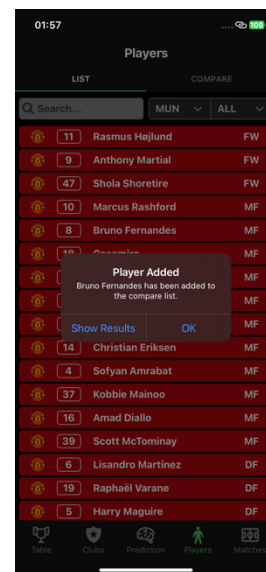 01:57
100
Players
LIST
COMPARE
Search...
MUN
ALL
11 Rasmus Højlund FW
9 Anthony Martial FW
47 Shola Shoretire FW
10 Marcus Rashford MF
8 Bruno Fernandes MF
18 Casemiro MF
Player Added
Bruno Fernandes has been added to
the compare list.
Show Results
OK
MF
MF
MF
14 Christian Eriksen MF
4 Sofyan Amrabat MF
37 Kobbie Mainoo MF
16 Amad Diallo MF
39 Scott McTominay MF
6 Lisandro Martínez DF
19 Raphaël Varane DF
5 Harry Maguire DF
Table
Clubs
Prediction
Players
Matches